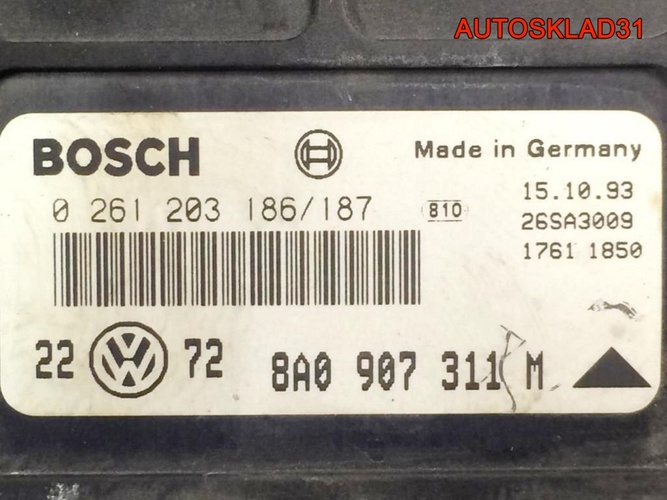 AUTOSKLAD31
BOSCH
Made in Germany
0 261 203 186/187
810
15.10.93
26SA3009
1761 1850
22 VW 72
8A0 907 311 M